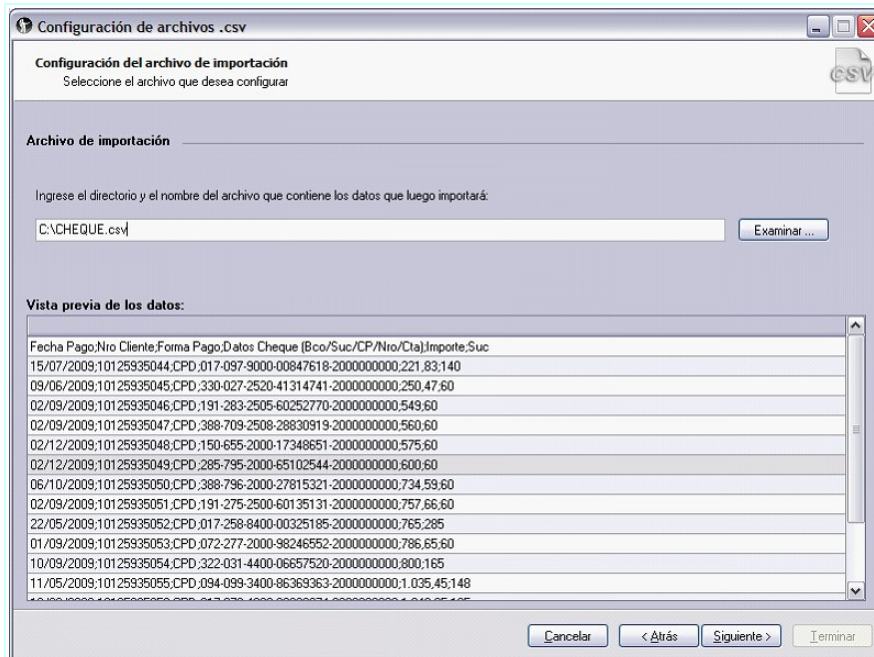 Configuración de archivos .csv
Configuración del archivo de importación
Seleccione el archivo que desea configurar
CSV
Archivo de importación
Ingrese el directorio y el nombre del archivo que contiene los datos que luego importará:
C:\CHEQUE.csv
Examinar ...
Vista previa de los datos:
Fecha Pago;Nro Cliente;Forma Pago;Datos Cheque (Bco/Suc/CP/Nro/Cta);Importe;Suc
15/07/2009;10125935044;CPD;017-097-9000-00847618-2000000000;221,83;140
09/06/2009;10125935045;CPD;330-027-2520-41314741-2000000000;250,47;60
02/09/2009;10125935046;CPD;191-283-2505-60252770-2000000000;549;60
02/09/2009;10125935047;CPD;388-709-2508-28830919-2000000000;560;60
02/12/2009;10125935048;CPD;150-655-2000-17348651-2000000000;575;60
02/12/2009;10125935049;CPD;285-795-2000-65102544-2000000000;600;60
06/10/2009;10125935050;CPD;388-796-2000-27815321-2000000000;734,59;60
02/09/2009;10125935051;CPD;191-275-2500-60135131-2000000000;757,66;60
22/05/2009;10125935052;CPD;017-258-8400-00325185-2000000000;765;285
01/09/2009;10125935053;CPD;072-277-2000-98246552-2000000000;786,65;60
10/09/2009;10125935054;CPD;322-031-4400-06657520-2000000000;800;165
11/05/2009;10125935055;CPD;094-099-3400-86369363-2000000000;1.035,45;148
Cancelar
< Atrás
Siguiente >
Terminar